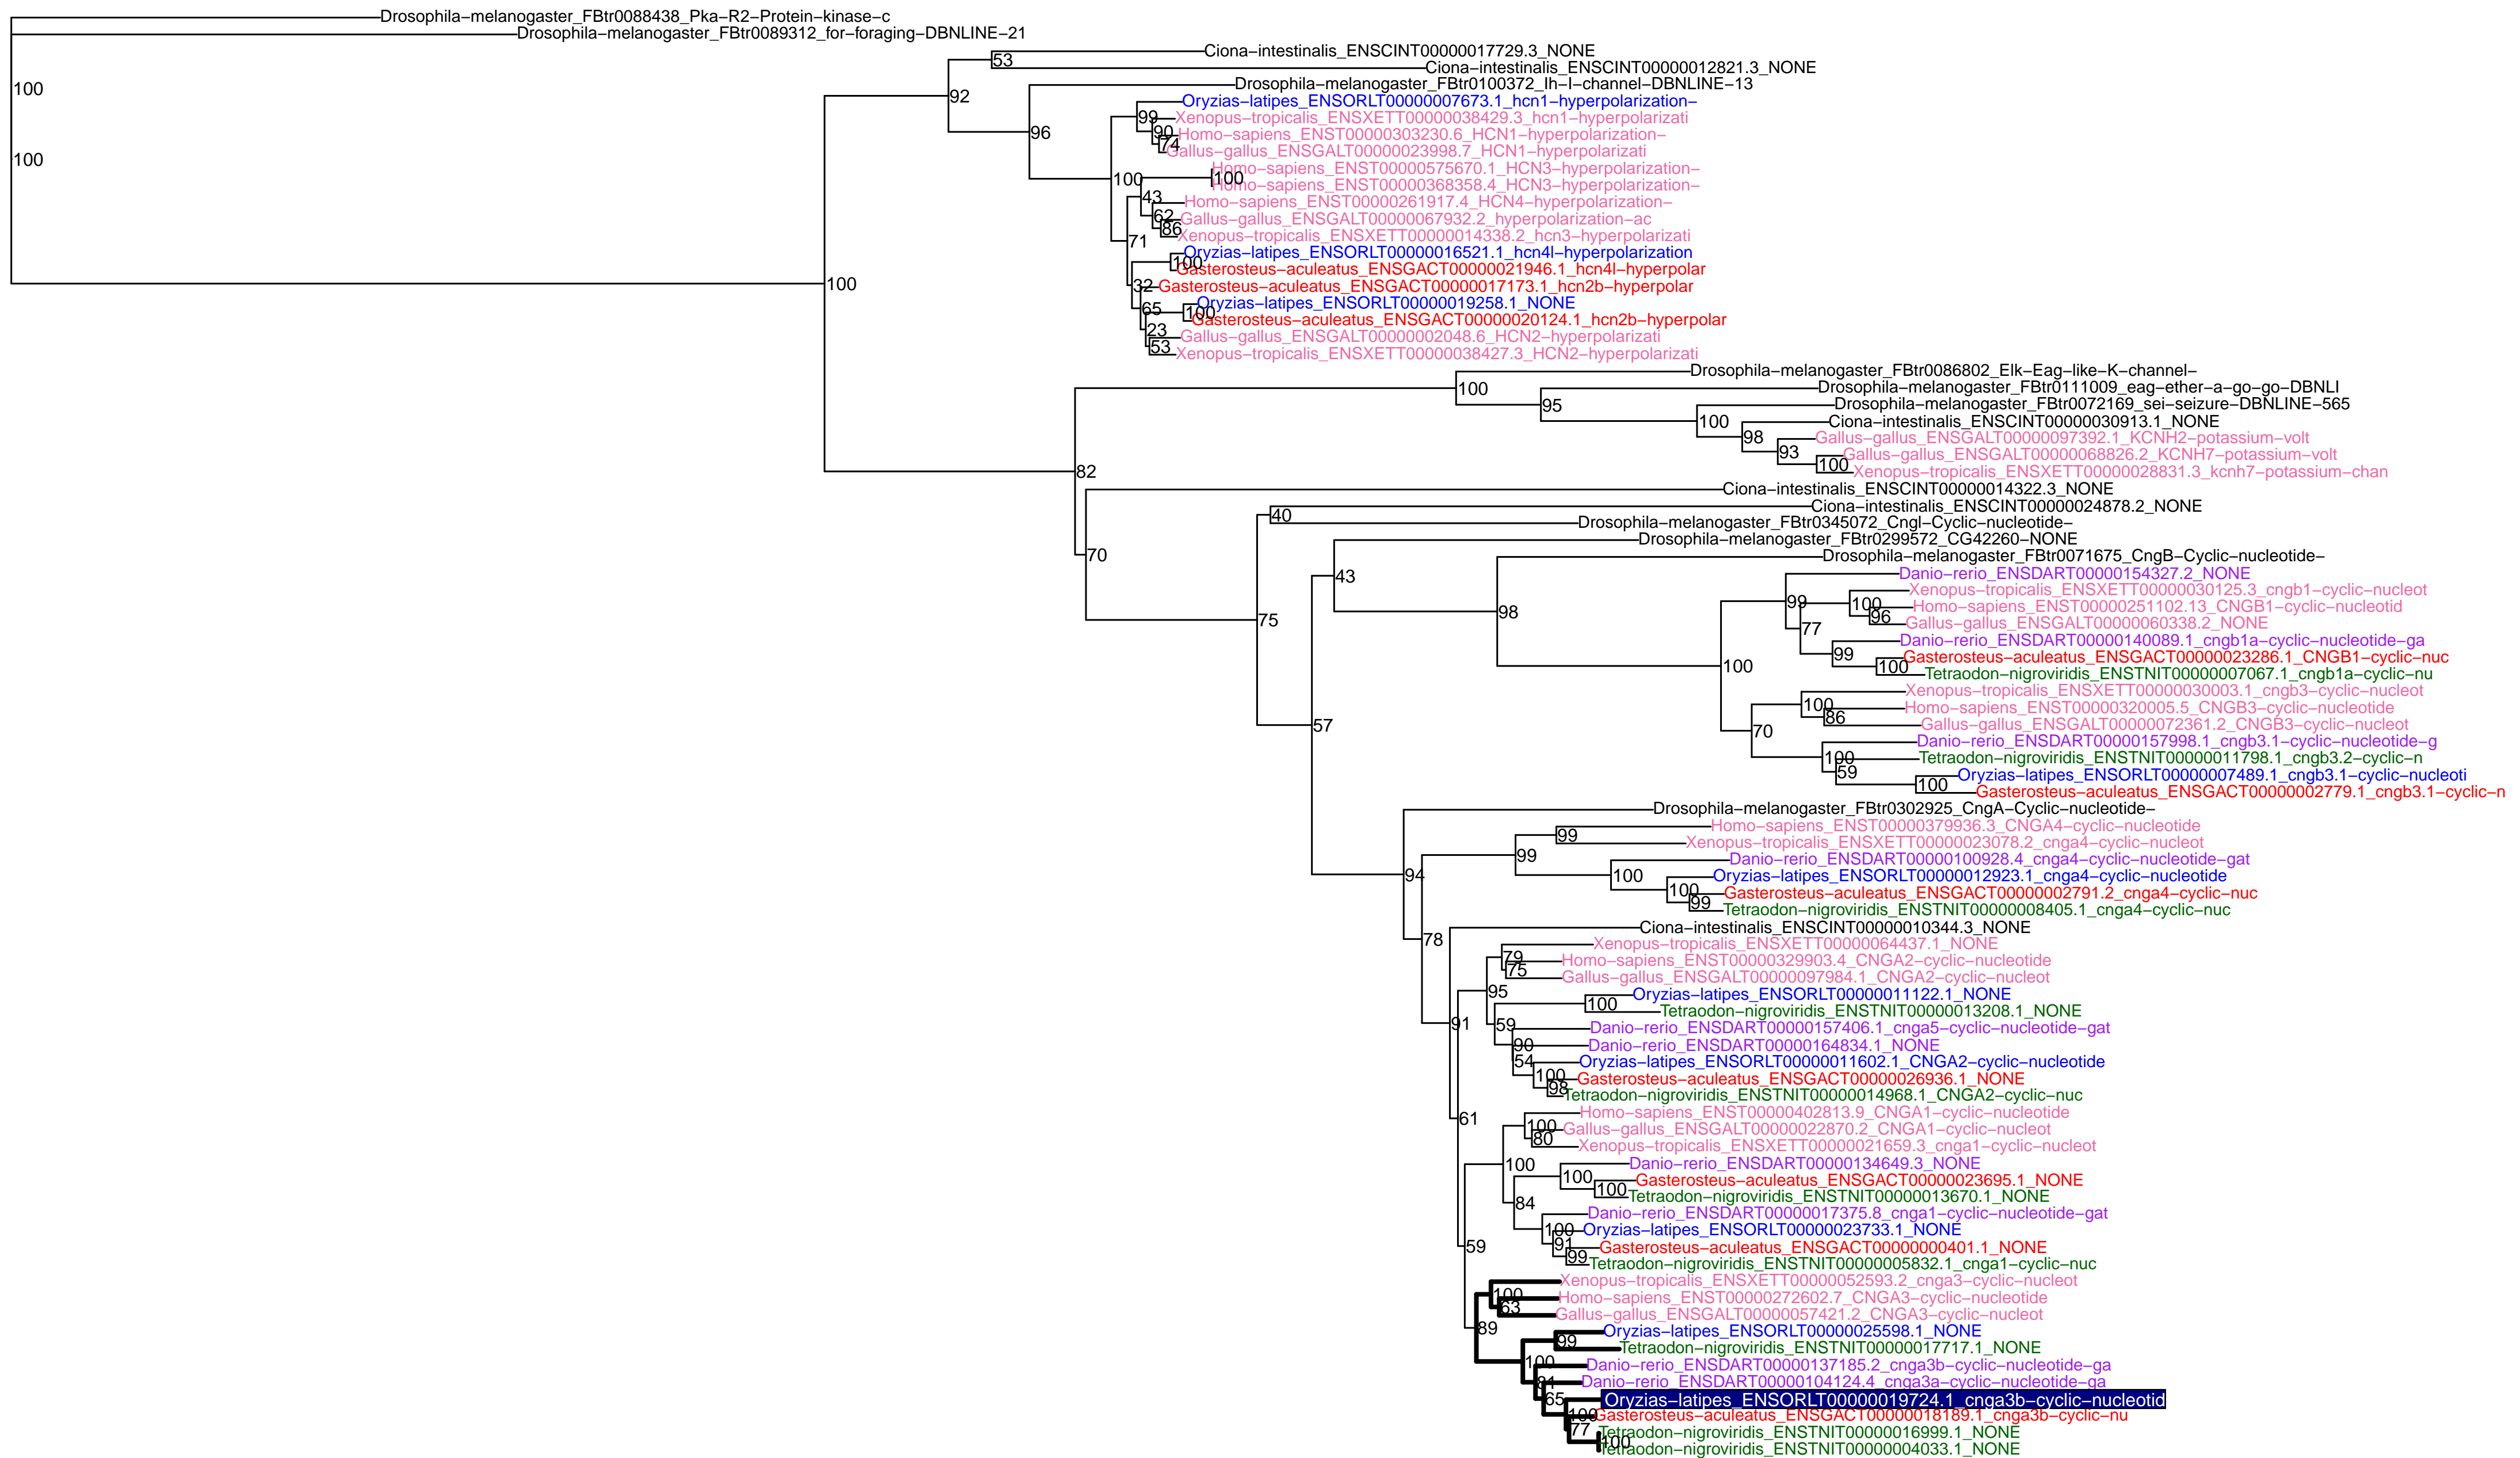 Drosophila−melanogaster_FBtr0088438_Pka−R2−Protein−kinase−c
Drosophila−melanogaster_FBtr0089312_for−foraging−DBNLINE−21
Ciona−intestinalis_ENSCINT00000017729.3_NONE
53
Ciona−intestinalis_ENSCINT00000012821.3_NONE
Drosophila−melanogaster_FBtr0100372_Ih−I−channel−DBNLINE−13
100
92
Oryzias−latipes_ENSORLT00000007673.1_hcn1−hyperpolarization−
99
Xenopus−tropicalis_ENSXETT00000038429.3_hcn1−hyperpolarizati
96
90
Homo−sapiens_ENST00000303230.6_HCN1−hyperpolarization−
74
Gallus−gallus_ENSGALT00000023998.7_HCN1−hyperpolarizati
100
Homo−sapiens_ENST00000575670.1_HCN3−hyperpolarization−
100
100
Homo−sapiens_ENST00000368358.4_HCN3−hyperpolarization−
43
Homo−sapiens_ENST00000261917.4_HCN4−hyperpolarization−
62
Gallus−gallus_ENSGALT00000067932.2_hyperpolarization−ac
86
Xenopus−tropicalis_ENSXETT00000014338.2_hcn3−hyperpolarizati
71
Oryzias−latipes_ENSORLT00000016521.1_hcn4l−hyperpolarization
100
Gasterosteus−aculeatus_ENSGACT00000021946.1_hcn4l−hyperpolar
100
32
Gasterosteus−aculeatus_ENSGACT00000017173.1_hcn2b−hyperpolar
Oryzias−latipes_ENSORLT00000019258.1_NONE
65
100
Gasterosteus−aculeatus_ENSGACT00000020124.1_hcn2b−hyperpolar
23
Gallus−gallus_ENSGALT00000002048.6_HCN2−hyperpolarizati
53
Xenopus−tropicalis_ENSXETT00000038427.3_HCN2−hyperpolarizati
Drosophila−melanogaster_FBtr0086802_Elk−Eag−like−K−channel−
100
Drosophila−melanogaster_FBtr0111009_eag−ether−a−go−go−DBNLI
95
Drosophila−melanogaster_FBtr0072169_sei−seizure−DBNLINE−565
100
Ciona−intestinalis_ENSCINT00000030913.1_NONE
98
Gallus−gallus_ENSGALT00000097392.1_KCNH2−potassium−volt
93
Gallus−gallus_ENSGALT00000068826.2_KCNH7−potassium−volt
100
82
Xenopus−tropicalis_ENSXETT00000028831.3_kcnh7−potassium−chan
Ciona−intestinalis_ENSCINT00000014322.3_NONE
Ciona−intestinalis_ENSCINT00000024878.2_NONE
40
Drosophila−melanogaster_FBtr0345072_Cngl−Cyclic−nucleotide−
Drosophila−melanogaster_FBtr0299572_CG42260−NONE
70
Drosophila−melanogaster_FBtr0071675_CngB−Cyclic−nucleotide−
43
Danio−rerio_ENSDART00000154327.2_NONE
Xenopus−tropicalis_ENSXETT00000030125.3_cngb1−cyclic−nucleot
99
100
Homo−sapiens_ENST00000251102.13_CNGB1−cyclic−nucleotid
98
96
75
Gallus−gallus_ENSGALT00000060338.2_NONE
77
Danio−rerio_ENSDART00000140089.1_cngb1a−cyclic−nucleotide−ga
99
Gasterosteus−aculeatus_ENSGACT00000023286.1_CNGB1−cyclic−nuc
100
100
Tetraodon−nigroviridis_ENSTNIT00000007067.1_cngb1a−cyclic−nu
Xenopus−tropicalis_ENSXETT00000030003.1_cngb3−cyclic−nucleot
100
Homo−sapiens_ENST00000320005.5_CNGB3−cyclic−nucleotide
86
57
Gallus−gallus_ENSGALT00000072361.2_CNGB3−cyclic−nucleot
70
Danio−rerio_ENSDART00000157998.1_cngb3.1−cyclic−nucleotide−g
100
Tetraodon−nigroviridis_ENSTNIT00000011798.1_cngb3.2−cyclic−n
59
Oryzias−latipes_ENSORLT00000007489.1_cngb3.1−cyclic−nucleoti
100
Gasterosteus−aculeatus_ENSGACT00000002779.1_cngb3.1−cyclic−n
Drosophila−melanogaster_FBtr0302925_CngA−Cyclic−nucleotide−
Homo−sapiens_ENST00000379936.3_CNGA4−cyclic−nucleotide
99
Xenopus−tropicalis_ENSXETT00000023078.2_cnga4−cyclic−nucleot
99
Danio−rerio_ENSDART00000100928.4_cnga4−cyclic−nucleotide−gat
94
100
Oryzias−latipes_ENSORLT00000012923.1_cnga4−cyclic−nucleotide
100
Gasterosteus−aculeatus_ENSGACT00000002791.2_cnga4−cyclic−nuc
99
Tetraodon−nigroviridis_ENSTNIT00000008405.1_cnga4−cyclic−nuc
Ciona−intestinalis_ENSCINT00000010344.3_NONE
78
Xenopus−tropicalis_ENSXETT00000064437.1_NONE
79
Homo−sapiens_ENST00000329903.4_CNGA2−cyclic−nucleotide
75
Gallus−gallus_ENSGALT00000097984.1_CNGA2−cyclic−nucleot
95
Oryzias−latipes_ENSORLT00000011122.1_NONE
100
Tetraodon−nigroviridis_ENSTNIT00000013208.1_NONE
91
59
Danio−rerio_ENSDART00000157406.1_cnga5−cyclic−nucleotide−gat
90
Danio−rerio_ENSDART00000164834.1_NONE
54
Oryzias−latipes_ENSORLT00000011602.1_CNGA2−cyclic−nucleotide
100
Gasterosteus−aculeatus_ENSGACT00000026936.1_NONE
98
Tetraodon−nigroviridis_ENSTNIT00000014968.1_CNGA2−cyclic−nuc
61
Homo−sapiens_ENST00000402813.9_CNGA1−cyclic−nucleotide
100
Gallus−gallus_ENSGALT00000022870.2_CNGA1−cyclic−nucleot
80
Xenopus−tropicalis_ENSXETT00000021659.3_cnga1−cyclic−nucleot
100
Danio−rerio_ENSDART00000134649.3_NONE
100
Gasterosteus−aculeatus_ENSGACT00000023695.1_NONE
100
Tetraodon−nigroviridis_ENSTNIT00000013670.1_NONE
84
Danio−rerio_ENSDART00000017375.8_cnga1−cyclic−nucleotide−gat
100
Oryzias−latipes_ENSORLT00000023733.1_NONE
91
59
Gasterosteus−aculeatus_ENSGACT00000000401.1_NONE
99
Tetraodon−nigroviridis_ENSTNIT00000005832.1_cnga1−cyclic−nuc
Xenopus−tropicalis_ENSXETT00000052593.2_cnga3−cyclic−nucleot
100
Homo−sapiens_ENST00000272602.7_CNGA3−cyclic−nucleotide
63
Gallus−gallus_ENSGALT00000057421.2_CNGA3−cyclic−nucleot
89
Oryzias−latipes_ENSORLT00000025598.1_NONE
99
Tetraodon−nigroviridis_ENSTNIT00000017717.1_NONE
100
Danio−rerio_ENSDART00000137185.2_cnga3b−cyclic−nucleotide−ga
81
Danio−rerio_ENSDART00000104124.4_cnga3a−cyclic−nucleotide−ga
65
Oryzias−latipes_ENSORLT00000019724.1_cnga3b−cyclic−nucleotid
100
Gasterosteus−aculeatus_ENSGACT00000018189.1_cnga3b−cyclic−nu
77
Tetraodon−nigroviridis_ENSTNIT00000016999.1_NONE
100
Tetraodon−nigroviridis_ENSTNIT00000004033.1_NONE